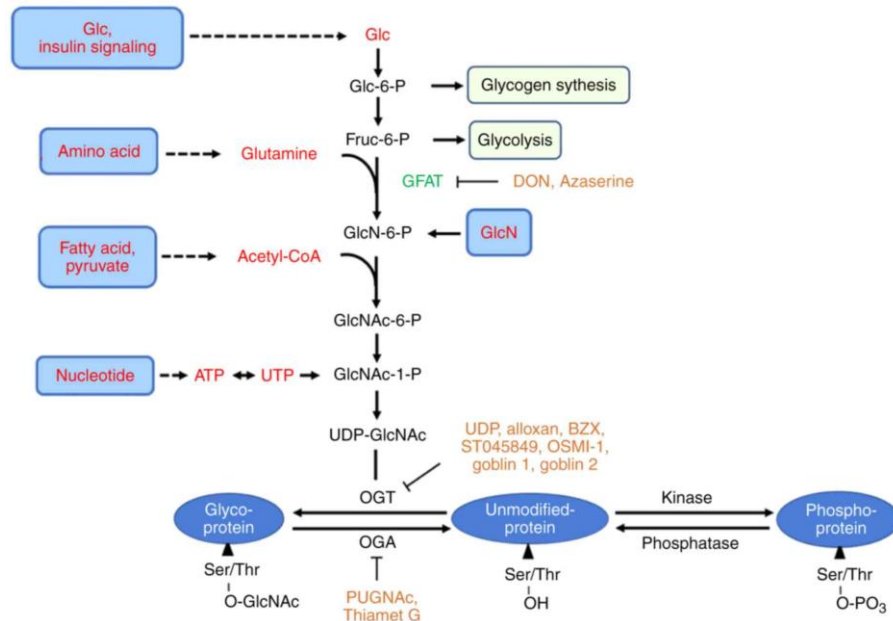 Glc,
insulin signaling
Glc
Glc-6-P
Glycogen sythesis
Fruc-6-P
Glycolysis
Amino acid
Glutamine
GFAT
DON, Azaserine
GlcN-6-P
GlcN
Fatty acid,
pyruvate
Acetyl-CoA
GlcNAc-6-P
Nucleotide
ATP
UTP
GlcNAc-1-P
UDP-GlcNAc
UDP, alloxan, BZX,
ST045849, OSMI-1,
goblin 1, goblin 2
OGT
Glyco-
protein
Unmodified-
protein
Kinase
Phosphatase
Phospho-
protein
OGA
Ser/Thr
O-GlcNAc
PUGNAc,
Thiamet G
Ser/Thr
OH
Ser/Thr
O-PO₃